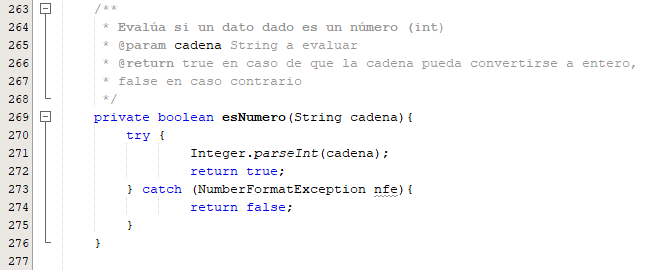 263 /**
264 * Evalúa si un dato dado es un número (int)
265 * @param cadena String a evaluar
266 * @return true en caso de que la cadena pueda convertirse a entero,
267 * false en caso contrario
268 */
269 private boolean esNumero(String cadena){
270 try {
271 Integer.parseInt(cadena);
272 return true;
273 } catch (NumberFormatException nfe){
274 return false;
275 }
276 }
277